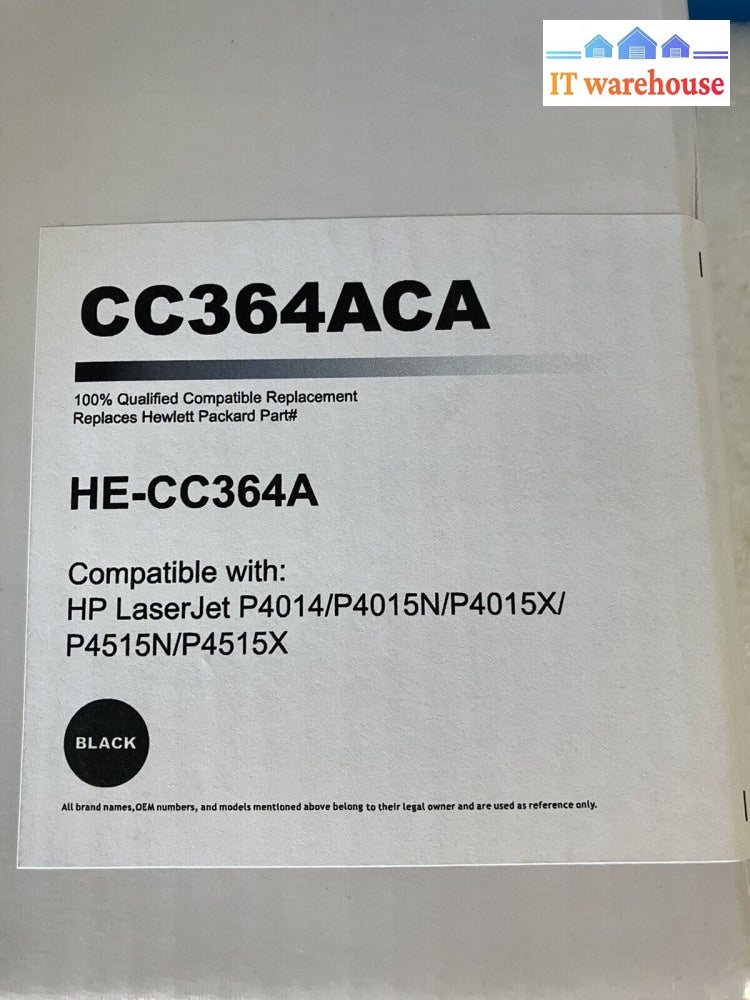 IT warehouse
CC364ACA
100% Qualified Compatible Replacement
Replaces Hewlett Packard Part#
HE-CC364A
Compatible with:
HP LaserJet P4014/P4015N/P4015X/
P4515N/P4515X
BLACK
All brand names,OEM numbers, and models mentioned above belong to their legal owner and are used as reference only.